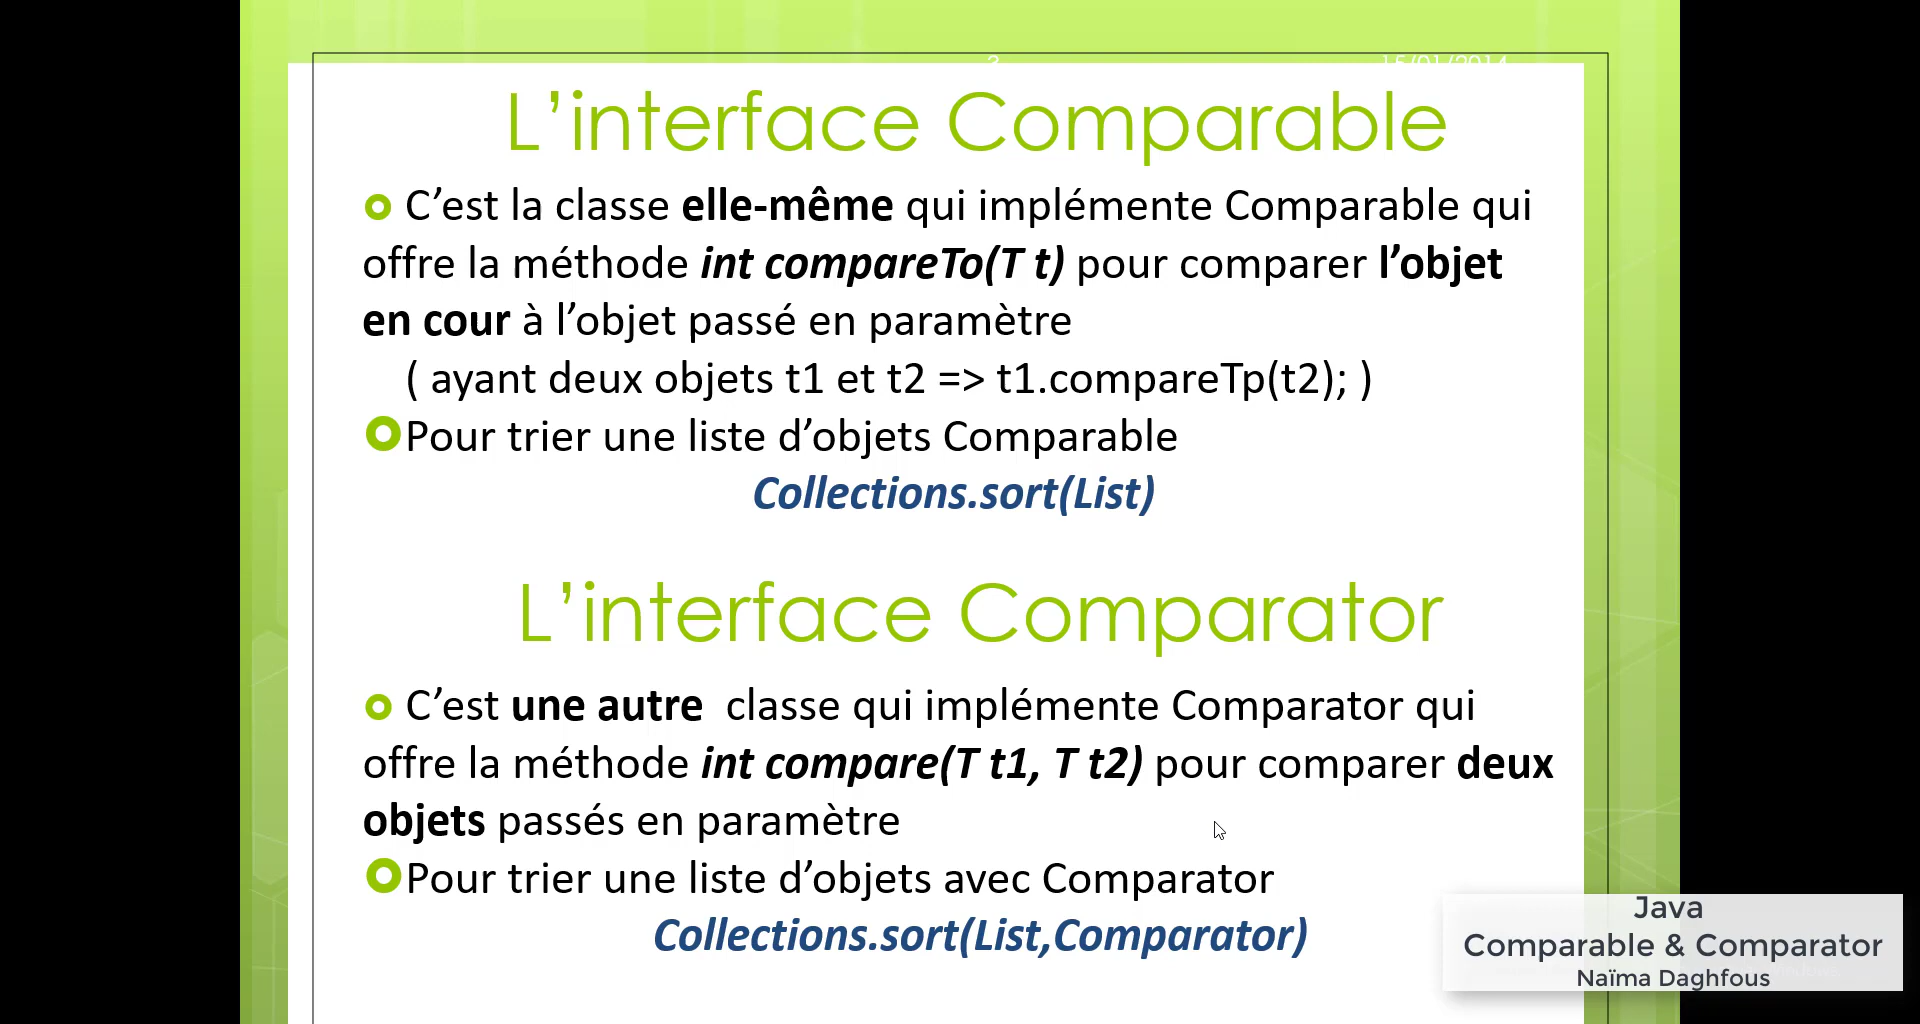 3
15/01/2014
L’interface Comparable
C’est la classe elle-même qui implémente Comparable qui
offre la méthode int compareTo(T t) pour comparer l’objet
en cour à l’objet passé en paramètre
( ayant deux objets t1 et t2 => t1.compareTp(t2); )
Pour trier une liste d’objets Comparable
Collections.sort(List)
L’interface Comparator
C’est une autre classe qui implémente Comparator qui
offre la méthode int compare(T t1, T t2) pour comparer deux
objets passés en paramètre
Pour trier une liste d’objets avec Comparator
Collections.sort(List,Comparator)
Java
Comparable & Comparator
Naïma Daghfous